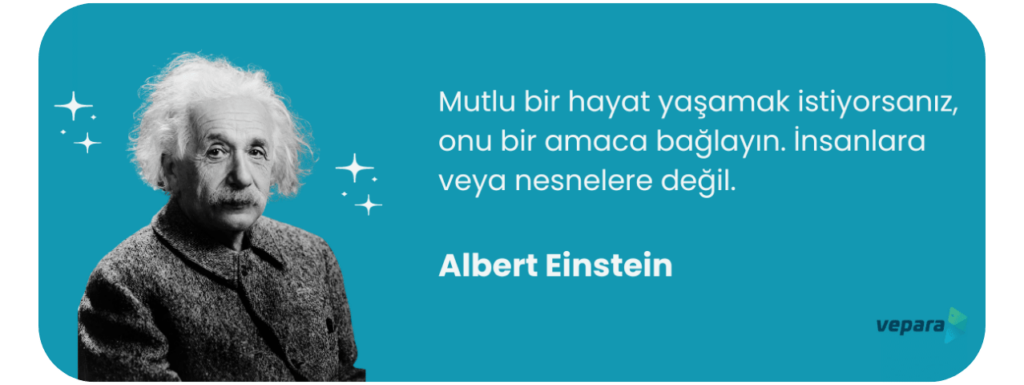 Mutlu bir hayat yaşamak istiyorsanız,
onu bir amaca bağlayın. İnsanlara
veya nesnelere değil.
Albert Einstein
vepara